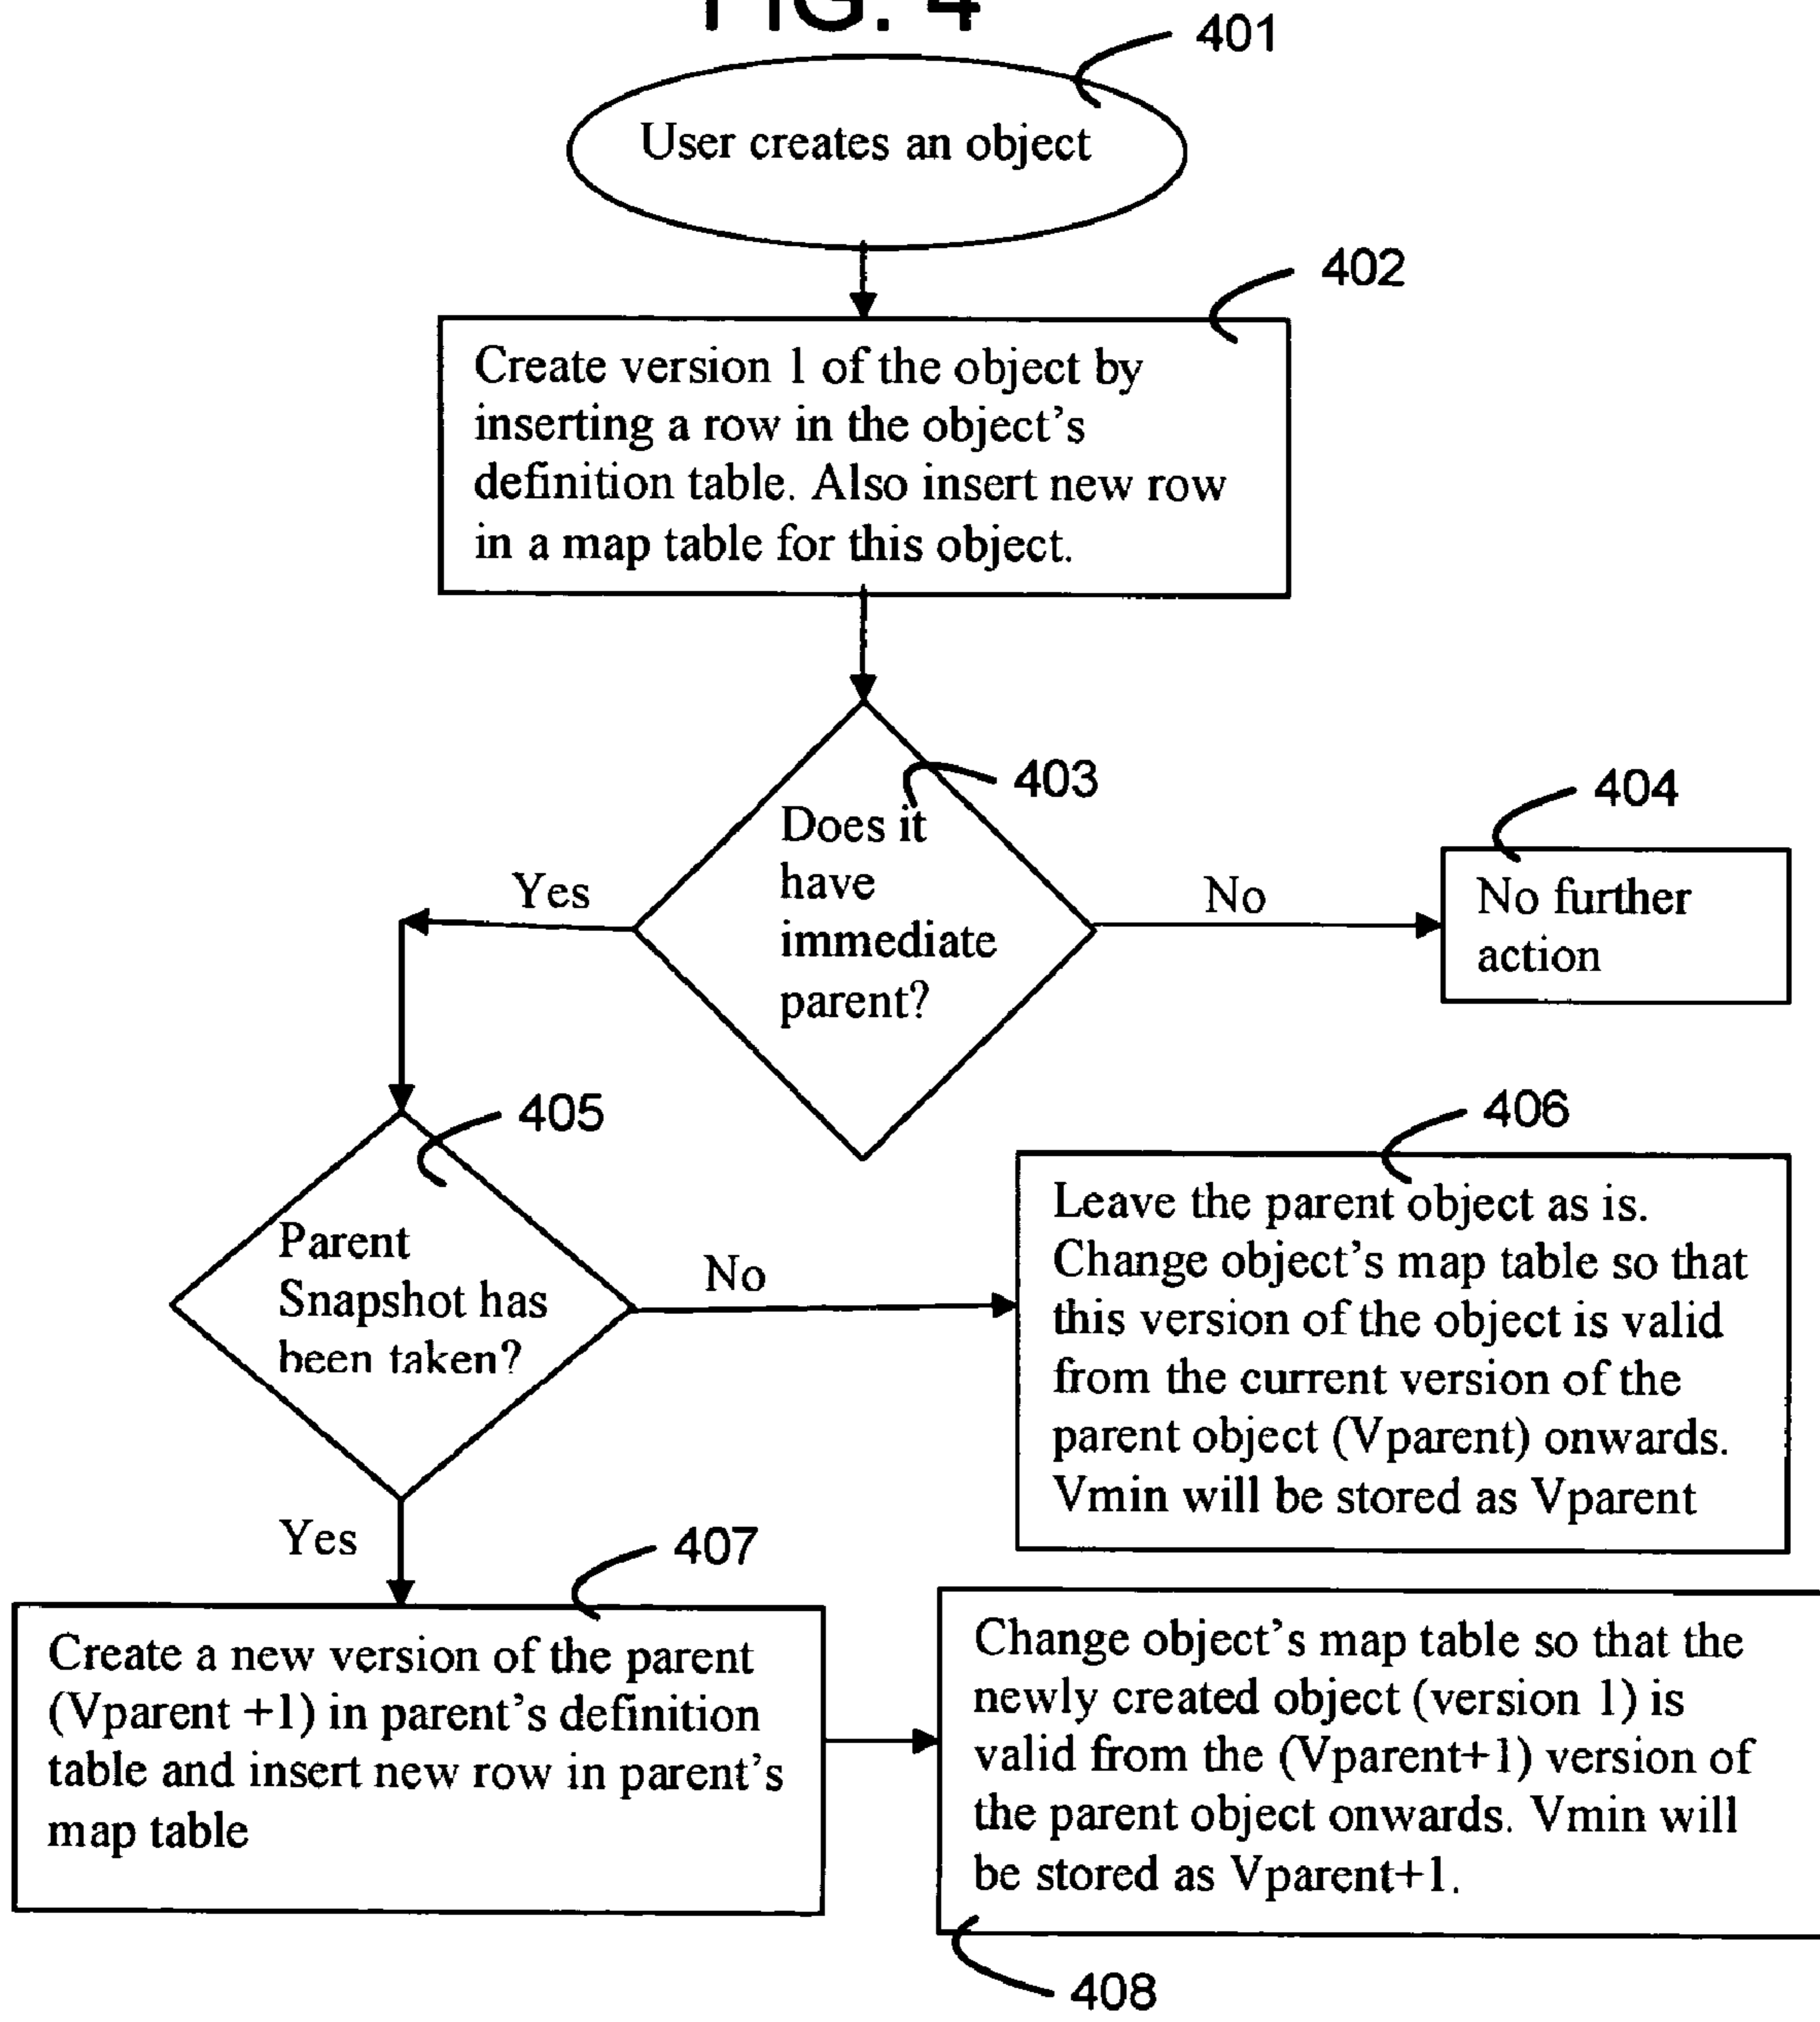 FIG. 4
401
User creates an object
402
Create version 1 of the object by
inserting a row in the object's
definition table. Also insert new row
in a map table for this object.
403
Does it
have
immediate
parent?
404
Yes
No
No further
action
405
406
Parent
Snapshot has
been taken?
No
Leave the parent object as is.
Change object's map table so that
this version of the object is valid
from the current version of the
parent object (Vparent) onwards.
Vmin will be stored as Vparent
Yes
407
Create a new version of the parent
(Vparent +1) in parent's definition
table and insert new row in parent's
map table
Change object's map table so that the
newly created object (version 1) is
valid from the (Vparent+1) version of
the parent object onwards. Vmin will
be stored as Vparent+1.
408